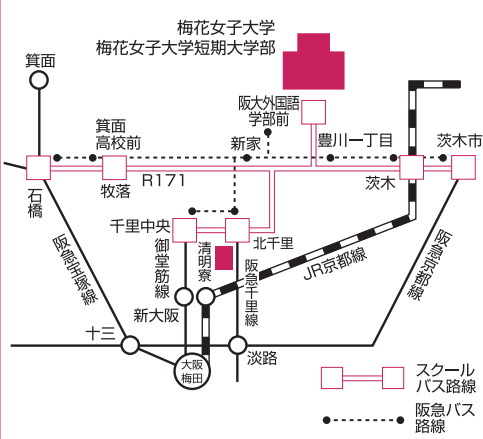 梅花女子大学
梅花女子大学短期大学部
箕面
阪大外国語
学部前
箕面
高校前
新家
豊川一丁目
茨木市
石橋
牧落
R171
茨木
千里中央
北千里
御堂筋線
清明寮
阪急宝塚線
阪急千里線
JR京都線
阪急京都線
新大阪
十三
大阪
梅田
淡路
スクール
バス路線
阪急バス
路線